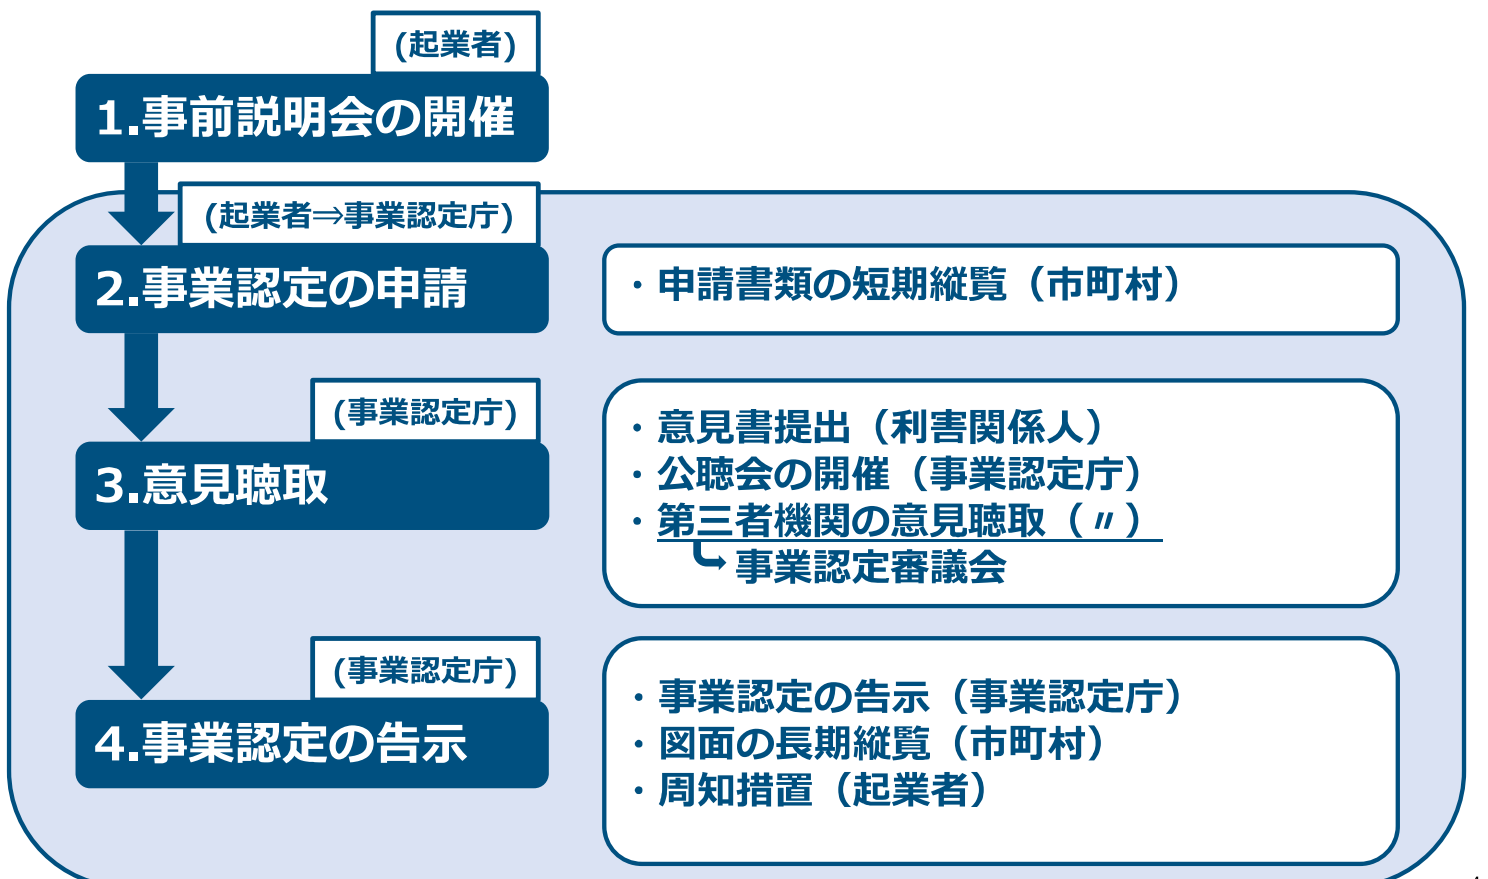 (起業者)
1.事前説明会の開催
(起業者⇒事業認定庁)
2.事業認定の申請
・申請書類の短期縦覧（市町村）
(事業認定庁)
3.意見聴取
・意見書提出（利害関係人）
・公聴会の開催（事業認定庁）
・第三者機関の意見聴取（〃）
事業認定審議会
(事業認定庁)
4.事業認定の告示
・事業認定の告示（事業認定庁）
・図面の長期縦覧（市町村）
・周知措置（起業者）